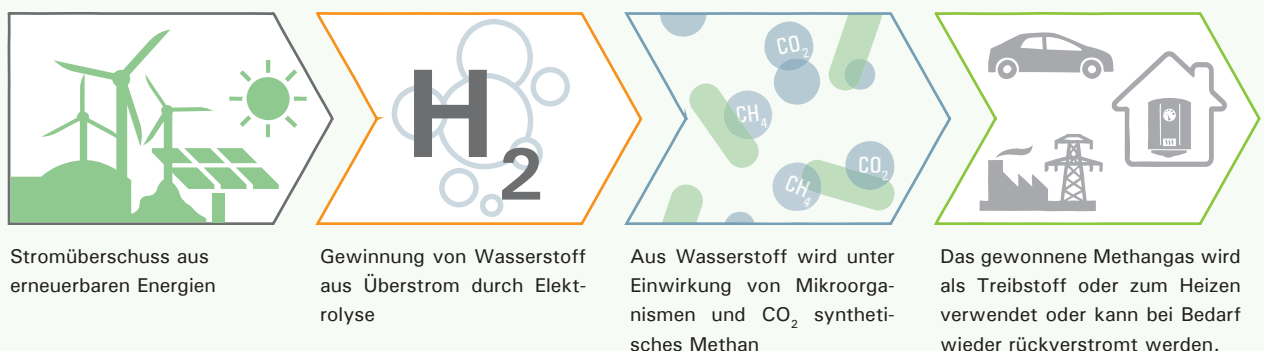 H2
CO2
CH4
CH4
CO2
Stromüberschuss aus
erneuerbaren Energien
Gewinnung von Wasserstoff
aus Überstrom durch Elekt-
rolyse
Aus Wasserstoff wird unter
Einwirkung von Mikroorga-
nismen und CO2 syntheti-
sches Methan
Das gewonnene Methangas wird
als Treibstoff oder zum Heizen
verwendet oder kann bei Bedarf
wieder rückverstromt werden.